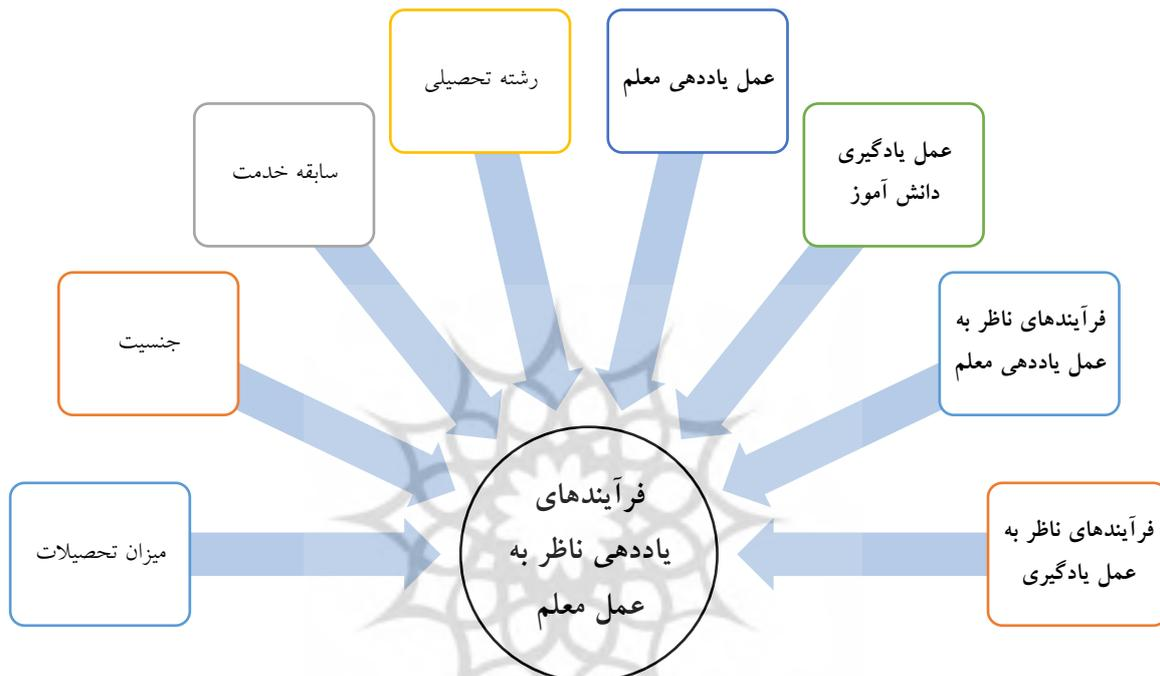 عمل یاددهی معلم
رشته تحصیلی
عمل یادگیری
دانش آموز
سابقه خدمت
فرآیندهای ناظر به
عمل یاددهی معلم
جنسیت
فرآیندهای ناظر به
عمل یادگیری
میزان تحصیلات
فرآیندهای
یاددهی ناظر به
عمل معلم